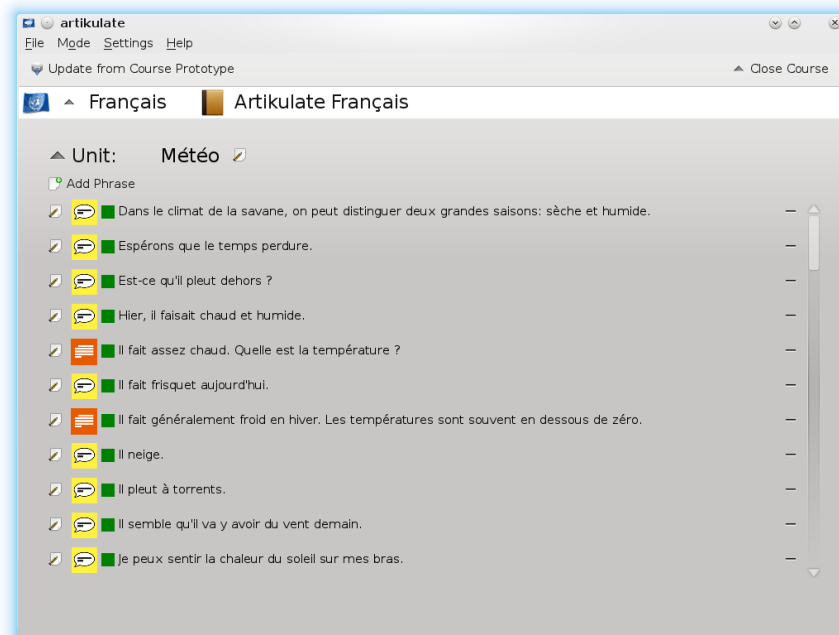 artikulate
File Mode Settings Help
Update from Course Prototype Close Course
Français Artikulate Français
Unit: Météo
Add Phrase
Dans le climat de la savane, on peut distinguer deux grandes saisons: sèche et humide.
Espérons que le temps perdure.
Est-ce qu'il pleut dehors ?
Hier, il faisait chaud et humide.
Il fait assez chaud. Quelle est la température ?
Il fait frisquet aujourd'hui.
Il fait généralement froid en hiver. Les températures sont souvent en dessous de zéro.
Il neige.
Il pleut à torrents.
Il semble qu'il va y avoir du vent demain.
Je peux sentir la chaleur du soleil sur mes bras.